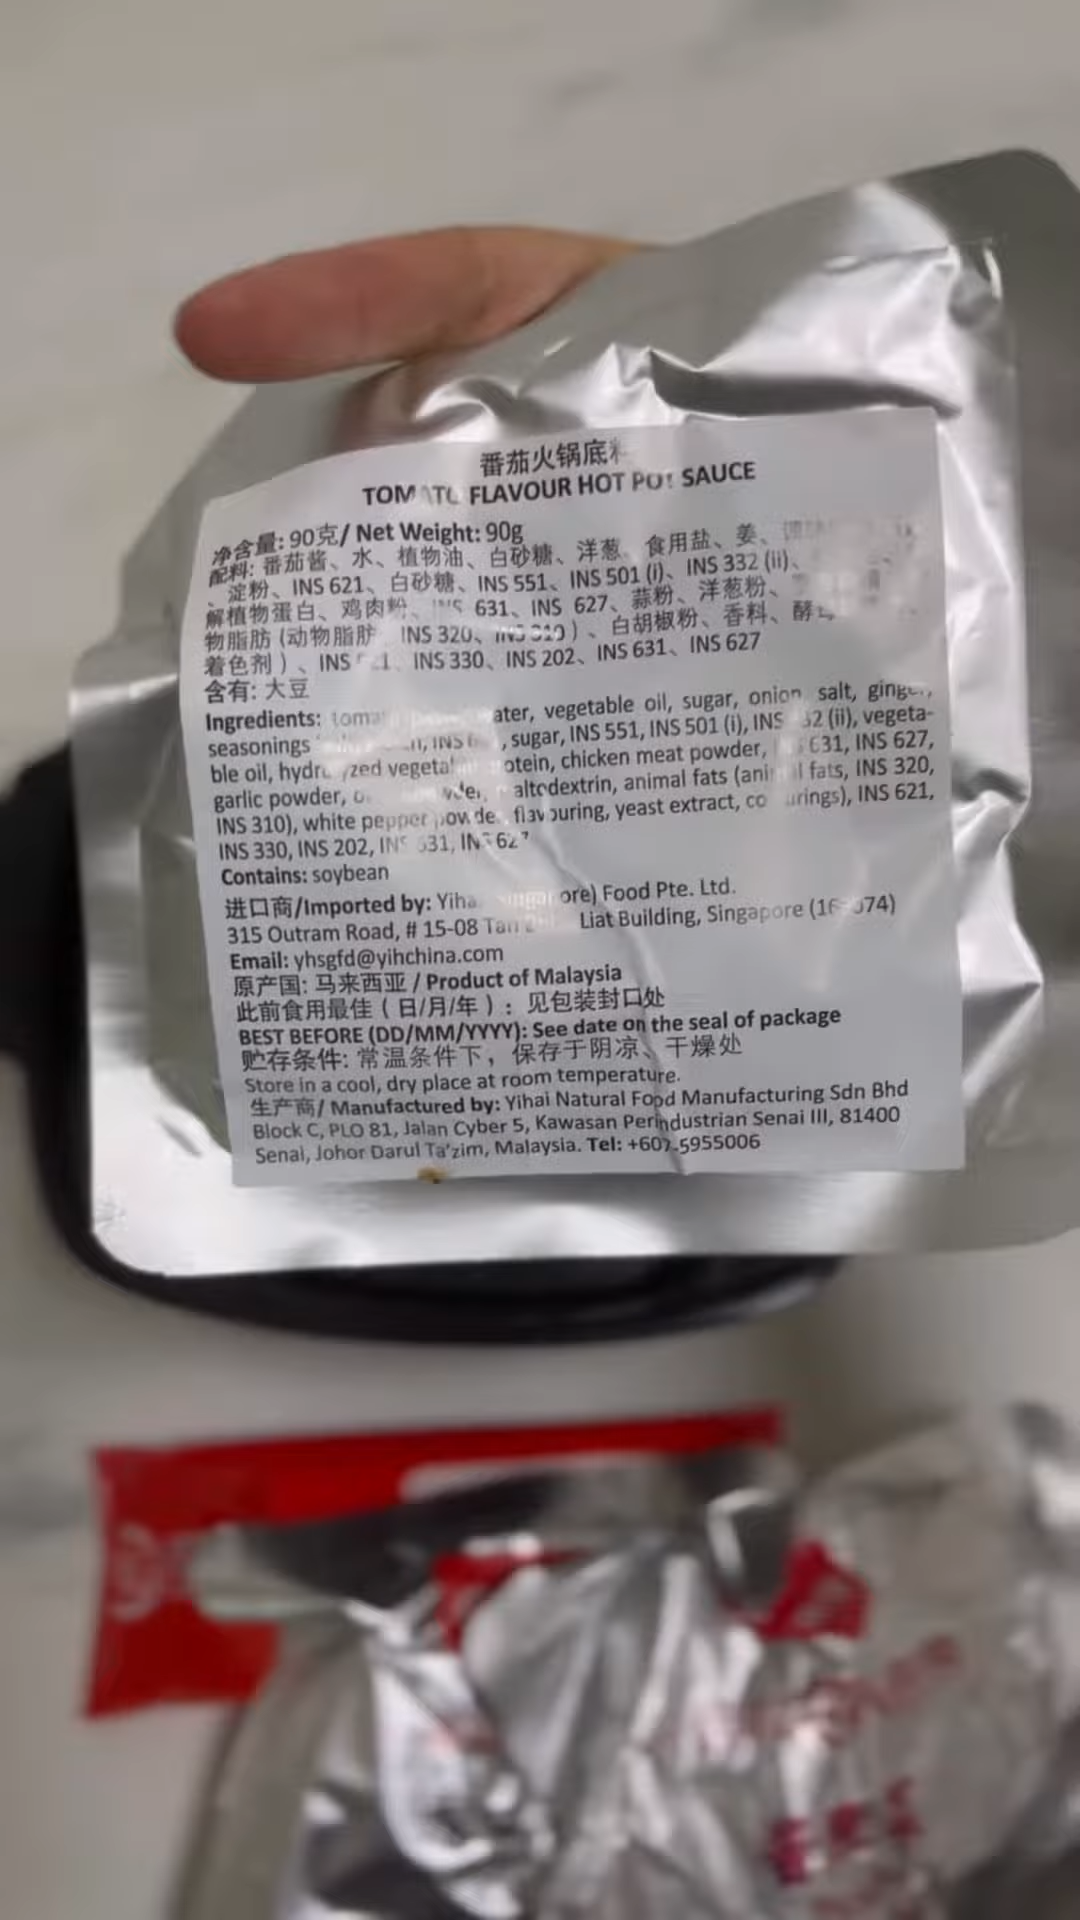 番茄火锅底
FLAVOUR HOT POT SAUCE
净含量: 90克/ Net Weight: 90g
配料: 番茄酱、水、植物油、白砂糖、洋葱、食用盐、姜、
、淀粉、INS 621、白砂糖、INS 551、INS 501 (i)、INS 332 (ii)、
解植物蛋白、鸡肉粉、 631、INS 627、蒜粉、洋葱粉、
物脂肪 (动物脂肪 INS 320、 ) 、白胡椒粉、香料、
着色剂 ) 、 INS 330、INS 202、INS 631、INS 627
含有: 大豆
Ingredients: vegetable oil, sugar, onion, salt,
seasonings , sugar, INS 551, INS 501 (i), INS (ii), vegeta-
ble oil, chicken meat powder, 631, INS 627,
garlic powder, animal fats fats, INS 320,
INS 310), white pepper flavouring, yeast extract, INS 621,
INS 330, INS 202,
Contains: soybean
进口商/Imported by: Food Pte. Ltd.
315 Outram Road, # 15-08 Tan Liat Building, Singapore
Email: yhsgfd@yihchina.com
原产国: 马来西亚 / Product of Malaysia
此前食用最佳 ( 日/月/年 ) : 见包装封口处
BEST BEFORE (DD/MM/YYYY): See date on the seal of package
贮存条件: 常温条件下，保存于阴凉、干燥处
Store in a cool, dry place at room temperature.
生产商/ Manufactured by: Yihai Natural Food Manufacturing Sdn Bhd
Block C, PLO 81, Jalan Cyber 5, Kawasan Perindustrian Senai III, 81400
Senai, Johor Darul Ta'zim, Malaysia. Tel: +607-5955006